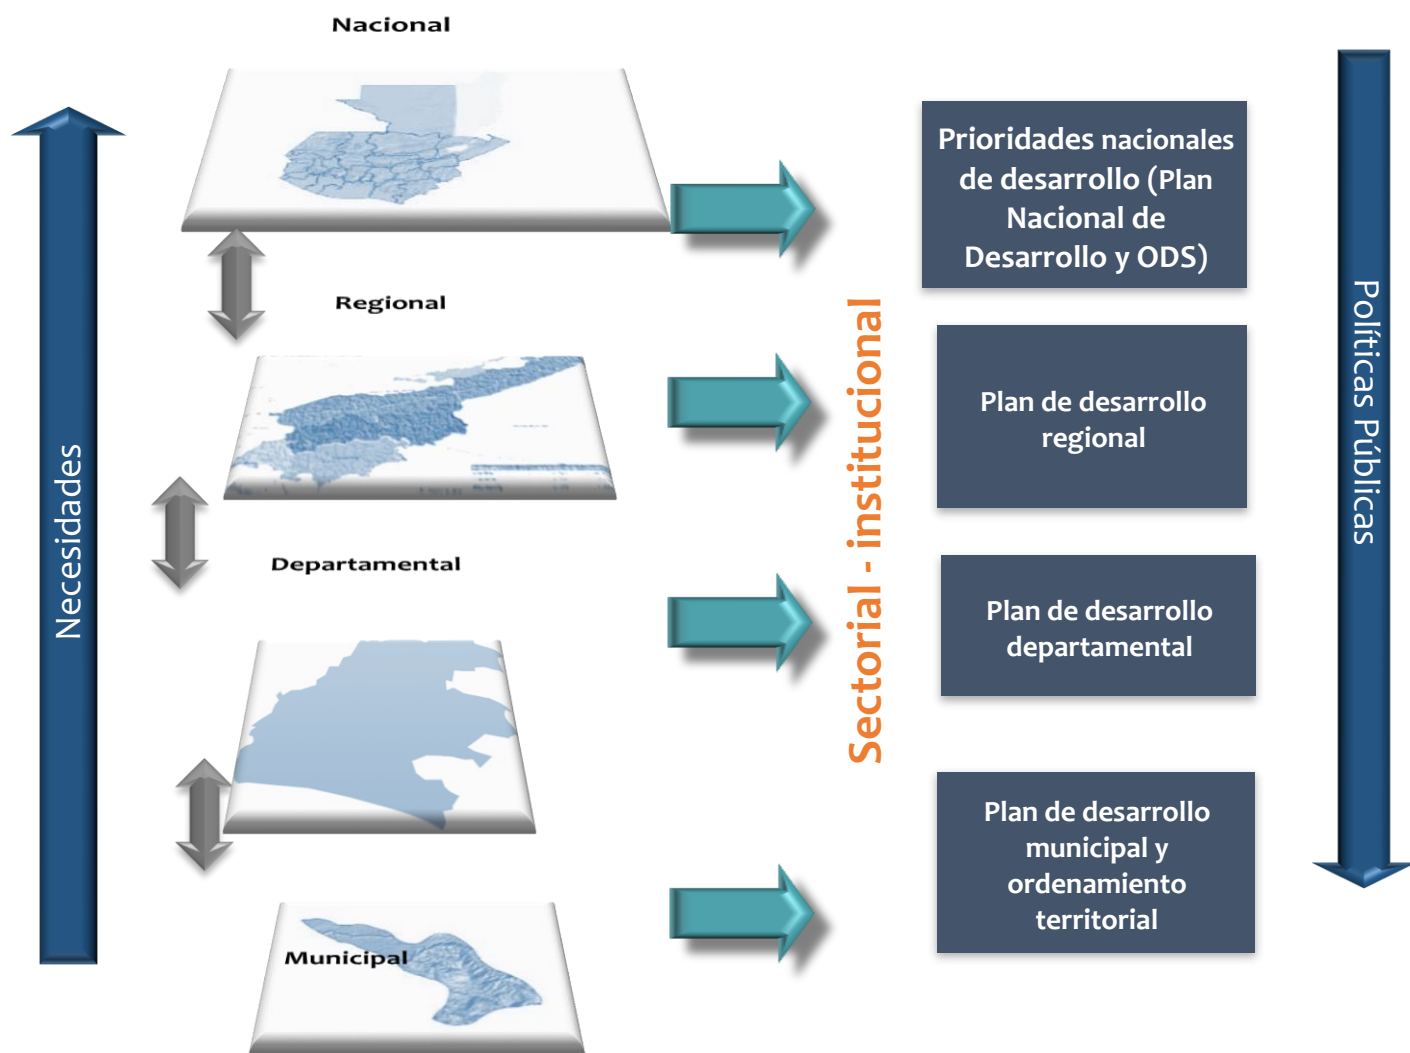 Nacional
Prioridades nacionales
de desarrollo (Plan
Nacional de
Desarrollo y ODS)
Regional
Plan de desarrollo
regional
Departamental
Plan de desarrollo
departamental
Municipal
Plan de desarrollo
municipal y
ordenamiento
territorial
Necesidades
Sectorial - institucional
Políticas Públicas